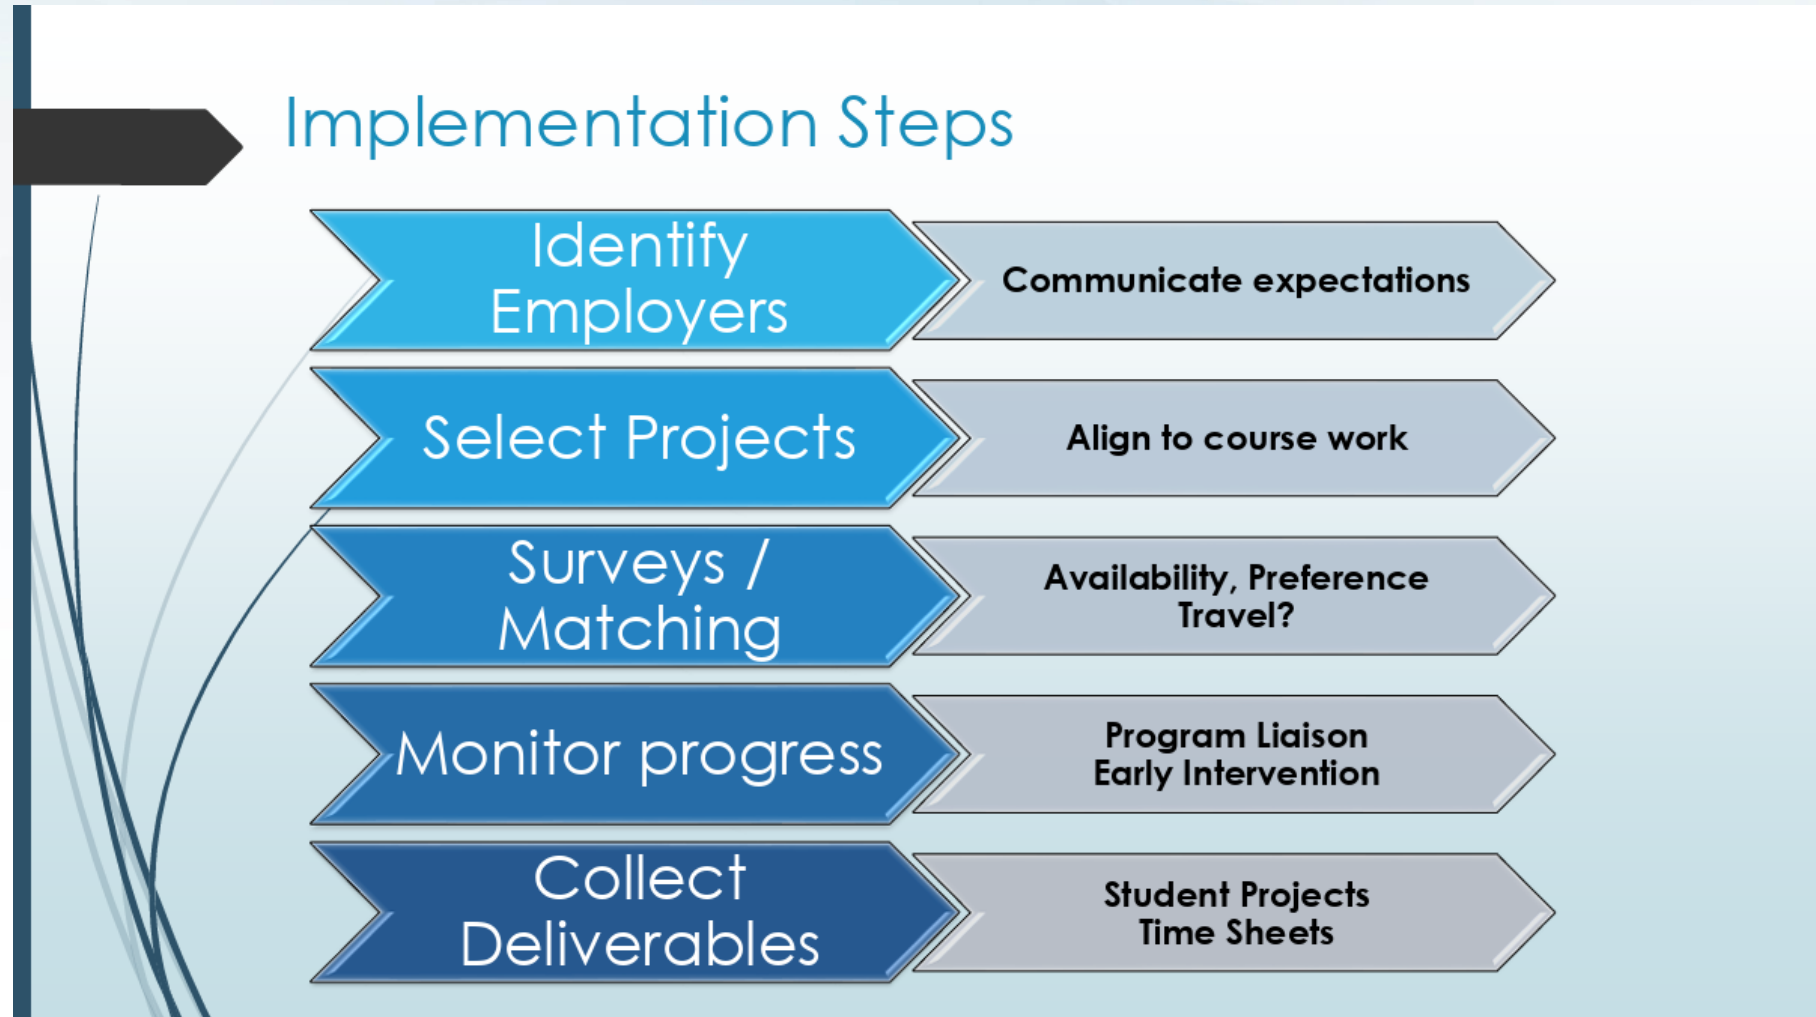 Implementation Steps
Identify
Employers
Communicate expectations
Select Projects
Align to course work
Surveys /
Matching
Availability, Preference
Travel?
Monitor progress
Program Liaison
Early Intervention
Collect
Deliverables
Student Projects
Time Sheets